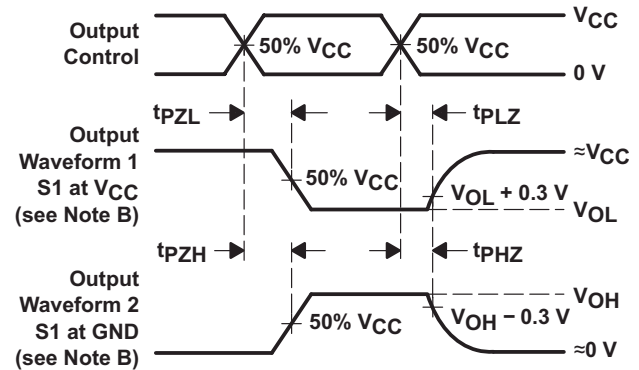 Output
Control
50% VCC
50% VCC
VCC
0 V
tPZL
tPLZ
Output
Waveform 1
S1 at VCC
(see Note B)
50% VCC
≈VCC
VOL + 0.3 V
VOL
tPZH
tPHZ
Output
Waveform 2
S1 at GND
(see Note B)
50% VCC
VOH
VOH − 0.3 V
≈0 V